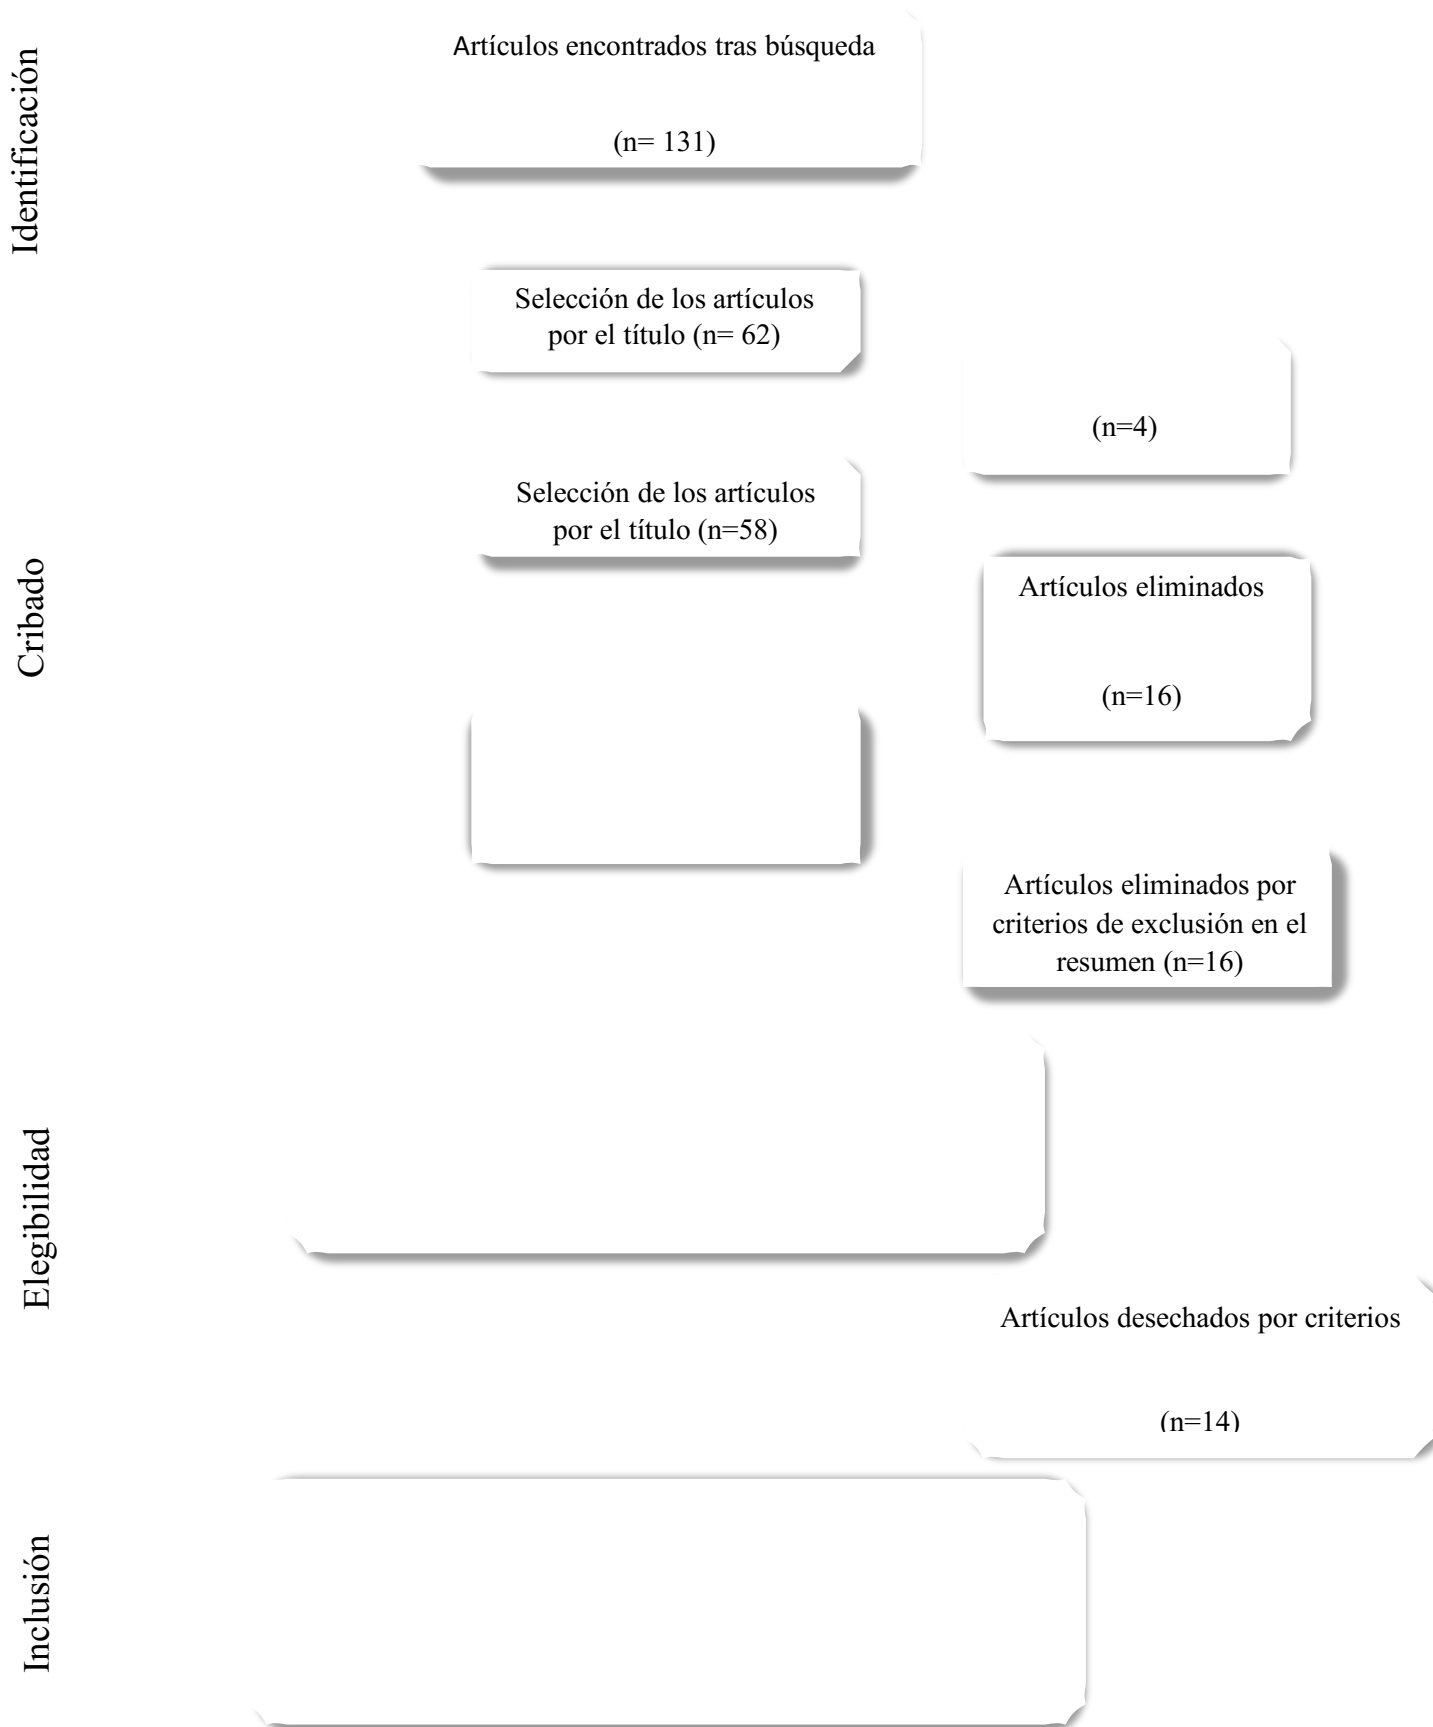 Identificación
Artículos encontrados tras búsqueda
(n= 131)
Selección de los artículos
por el título (n= 62)
(n=4)
Selección de los artículos
por el título (n=58)
Cribado
Artículos eliminados
(n=16)
Artículos eliminados por
criterios de exclusión en el
resumen (n=16)
Elegibilidad
Artículos desechados por criterios
(n=14)
Inclusión